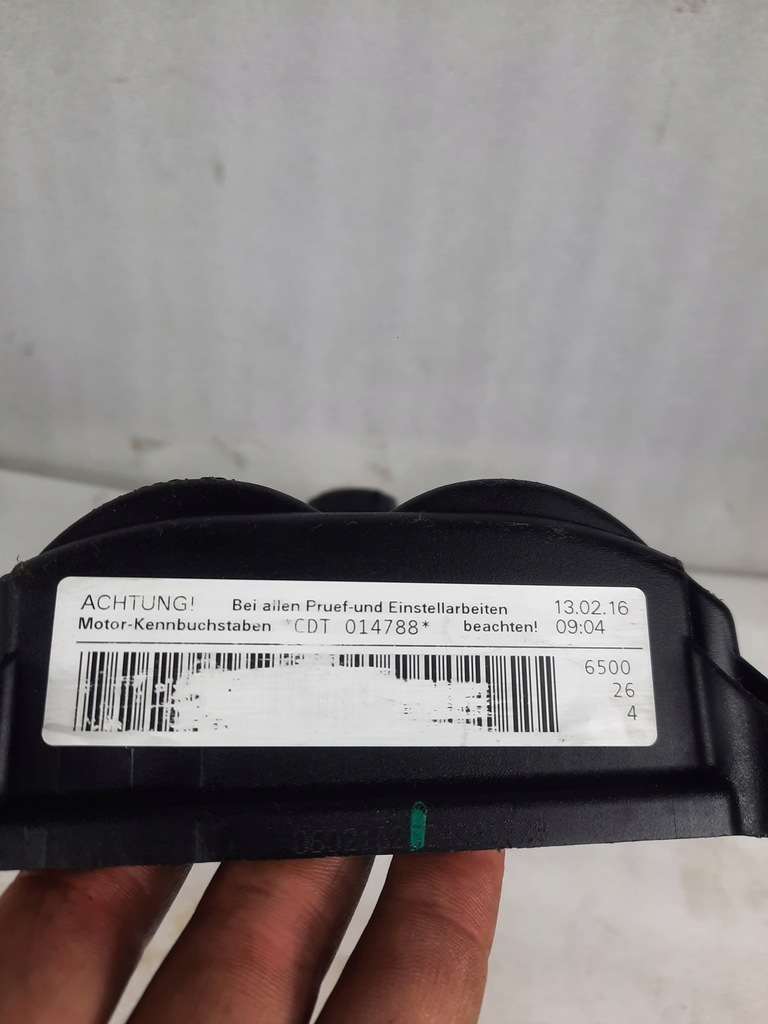 ACHTUNG! Bei allen Pruef-und Einstellarbeiten 13.02.16
Motor-Kennbuchstaben *CDT 014788* beachten! 09:04
6500
26
4